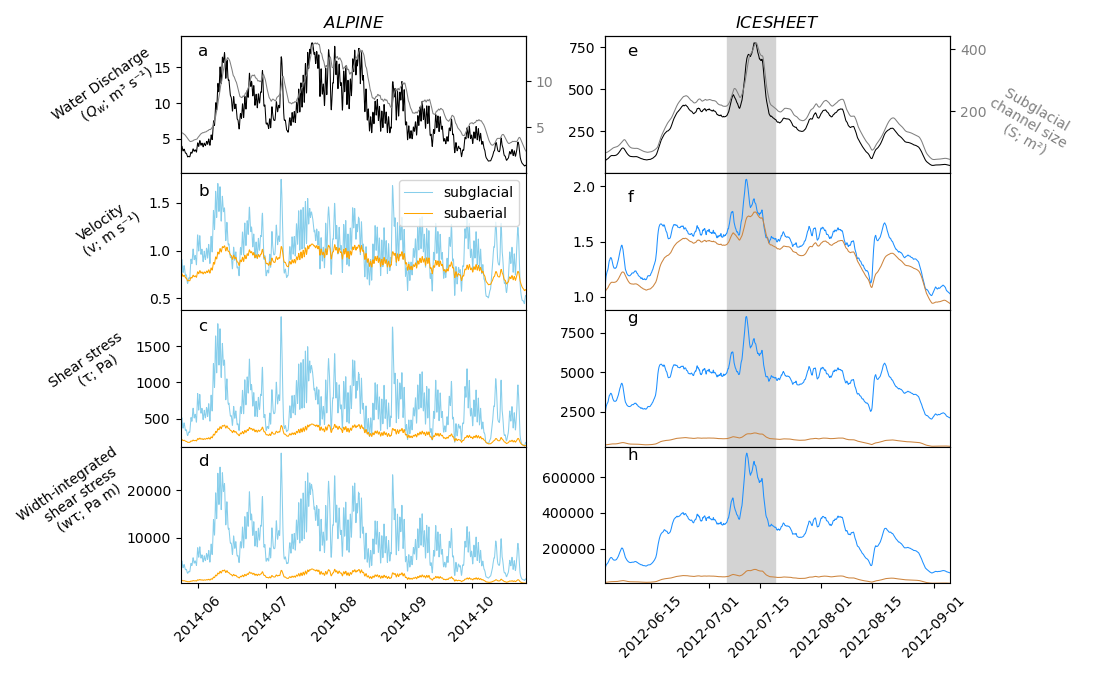 ALPINE
ICESHEET
Water Discharge
(Q_w; m³ s⁻¹)
a
15
10
5
10
5
e
750
500
250
400
200
Subglacial
channel size
(S; m²)
Velocity
(v; m s⁻¹)
b
subglacial
subaerial
1.5
1.0
0.5
f
2.0
1.5
1.0
Shear stress
(τ; Pa)
c
1500
1000
500
g
7500
5000
2500
Width-integrated
shear stress
(wτ; Pa m)
d
20000
10000
h
600000
400000
200000
2014-06
2014-07
2014-08
2014-09
2014-10
2012-06-15
2012-07-01
2012-07-15
2012-08-01
2012-08-15
2012-09-01